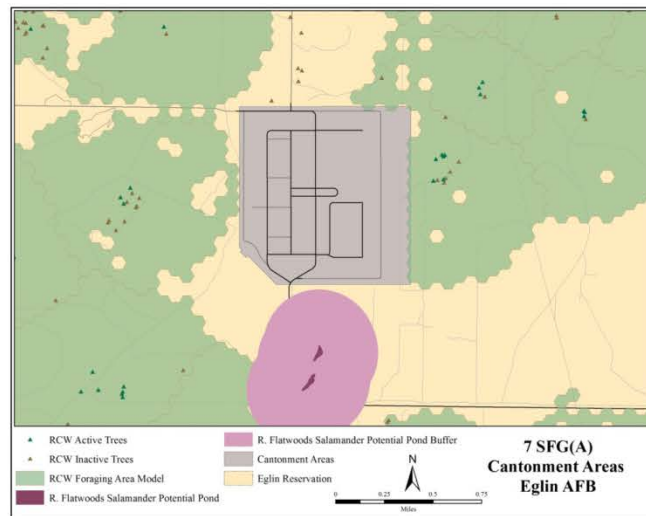 RCW Active Trees
RCW Inactive Trees
RCW Foraging Area Model
R. Flatwoods Salamander Potential Pond
R. Flatwoods Salamander Potential Pond Buffer
Cantonment Areas
Eglin Reservation
N
0 0.25 0.5 0.75
Miles
7 SFG(A)
Cantonment Areas
Eglin AFB